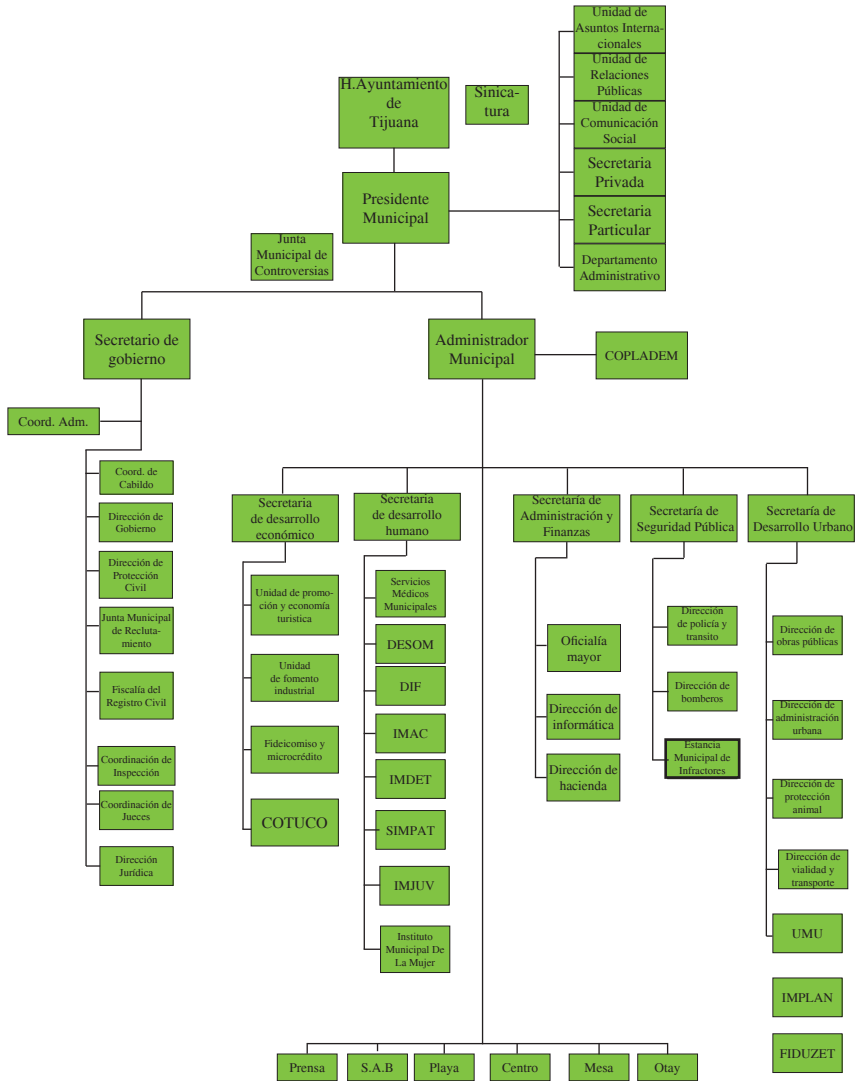 Unidad de
Asuntos Interna-
cionales
Unidad de
Relaciones
Públicas
Unidad de
Comunicación
Social
Secretaria
Privada
Secretaria
Particular
Departamento
Administrativo
H.Ayuntamiento
de
Tijuana
Sinica-
tura
Presidente
Municipal
Junta
Municipal de
Controversias
Secretario de
gobierno
Administrador
Municipal
COPLADEM
Coord. Adm.
Coord. de
Cabildo
Dirección de
Gobierno
Dirección de
Protección
Civil
Junta Municipal
de Recluta-
miento
Fiscalía del
Registro Civil
Coordinación de
Inspección
Coordinación de
Jueces
Dirección
Jurídica
Secretaria
de desarrollo
económico
Unidad de promo-
ción y economía
turistica
Unidad
de fomento
industrial
Fideicomiso y
microcrédito
COTUCO
Secretaria
de desarrollo
humano
Servicios
Médicos
Municipales
DESOM
DIF
IMAC
IMDET
SIMPAT
IMJUV
Instituto
Municipal De
La Mujer
Secretaría de
Administración y
Finanzas
Oficialía
mayor
Dirección de
informática
Dirección de
hacienda
Secretaría de
Seguridad Pública
Dirección
de policía y
transito
Dirección de
bomberos
Estancia
Municipal de
Infractores
Secretaría de
Desarrollo Urbano
Dirección de
obras públicas
Dirección de
administración
urbana
Dirección de
protección
animal
Dirección de
vialidad y
transporte
UMU
IMPLAN
FIDUZET
Prensa
S.A.B
Playa
Centro
Mesa
Otay